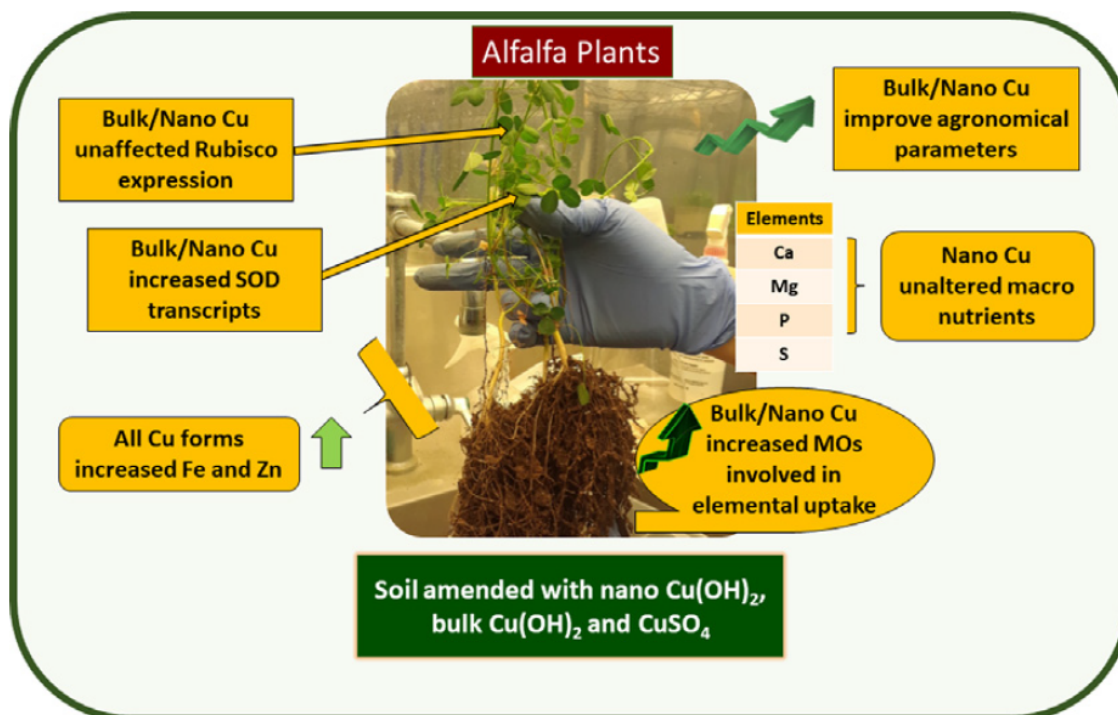 Alfalfa Plants
Bulk/Nano Cu
unaffected Rubisco
expression
Bulk/Nano Cu
improve agronomical
parameters
Bulk/Nano Cu
increased SOD
transcripts
Elements
Ca
Mg
P
S
Nano Cu
unaltered macro
nutrients
All Cu forms
increased Fe and Zn
Bulk/Nano Cu
increased MOs
involved in
elemental uptake
Soil amended with nano Cu(OH)₂,
bulk Cu(OH)₂ and CuSO₄